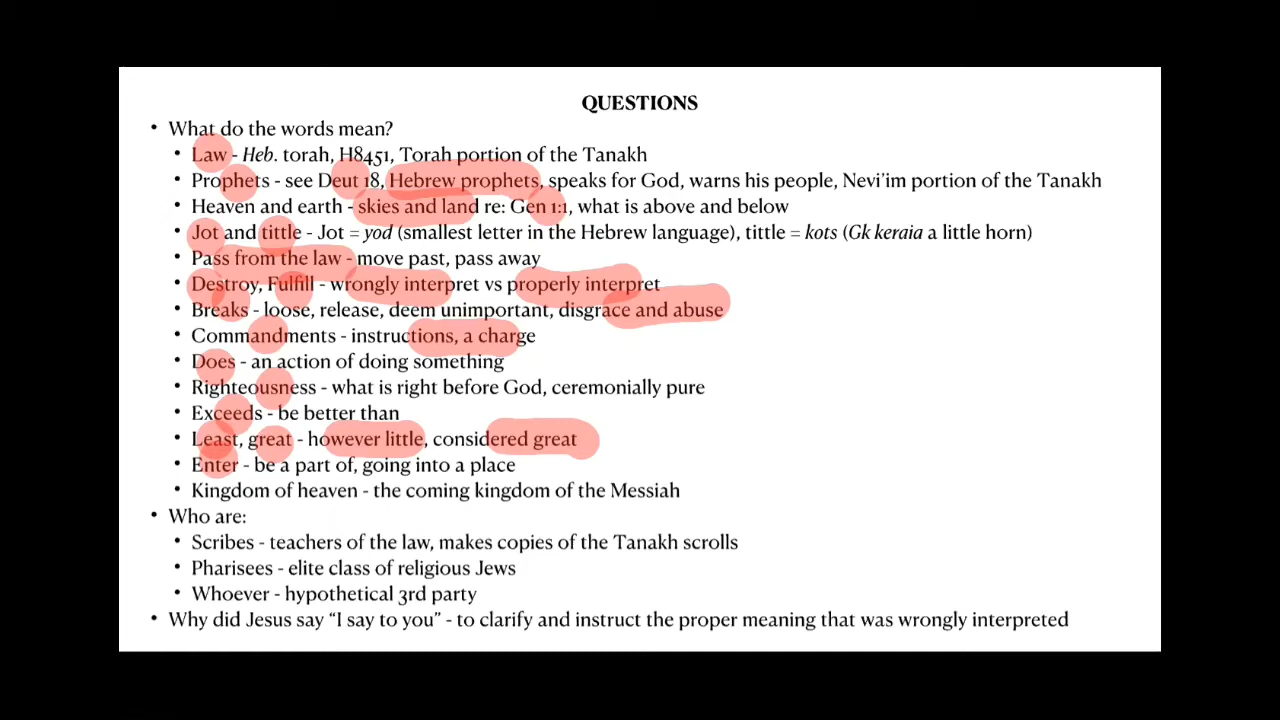 QUESTIONS
• What do the words mean?
• Law - Heb. torah, H8451, Torah portion of the Tanakh
• Prophets - see Deut 18, Hebrew prophets, speaks for God, warns his people, Nevi’im portion of the Tanakh
• Heaven and earth - skies and land re: Gen 1:1, what is above and below
• Jot and tittle - Jot = yod (smallest letter in the Hebrew language), tittle = kots (Gk keraia a little horn)
• Pass from the law - move past, pass away
• Destroy, Fulfill - wrongly interpret vs properly interpret
• Breaks - loose, release, deem unimportant, disgrace and abuse
• Commandments - instructions, a charge
• Does - an action of doing something
• Righteousness - what is right before God, ceremonially pure
• Exceeds - be better than
• Least, great - however little, considered great
• Enter - be a part of, going into a place
• Kingdom of heaven - the coming kingdom of the Messiah
• Who are:
• Scribes - teachers of the law, makes copies of the Tanakh scrolls
• Pharisees - elite class of religious Jews
• Whoever - hypothetical 3rd party
• Why did Jesus say “I say to you” - to clarify and instruct the proper meaning that was wrongly interpreted